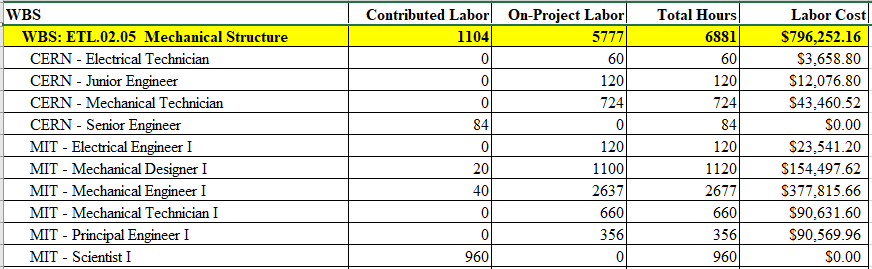 WBS Contributed Labor On-Project Labor Total Hours Labor Cost
WBS: ETL.02.05 Mechanical Structure 1104 5777 6881 $796,252.16
CERN - Electrical Technician 0 60 60 $3,658.80
CERN - Junior Engineer 0 120 120 $12,076.80
CERN - Mechanical Technician 0 724 724 $43,460.52
CERN - Senior Engineer 84 0 84 $0.00
MIT - Electrical Engineer I 0 120 120 $23,541.20
MIT - Mechanical Designer I 20 1100 1120 $154,497.62
MIT - Mechanical Engineer I 40 2637 2677 $377,815.66
MIT - Mechanical Technician I 0 660 660 $90,631.60
MIT - Principal Engineer I 0 356 356 $90,569.96
MIT - Scientist I 960 0 960 $0.00